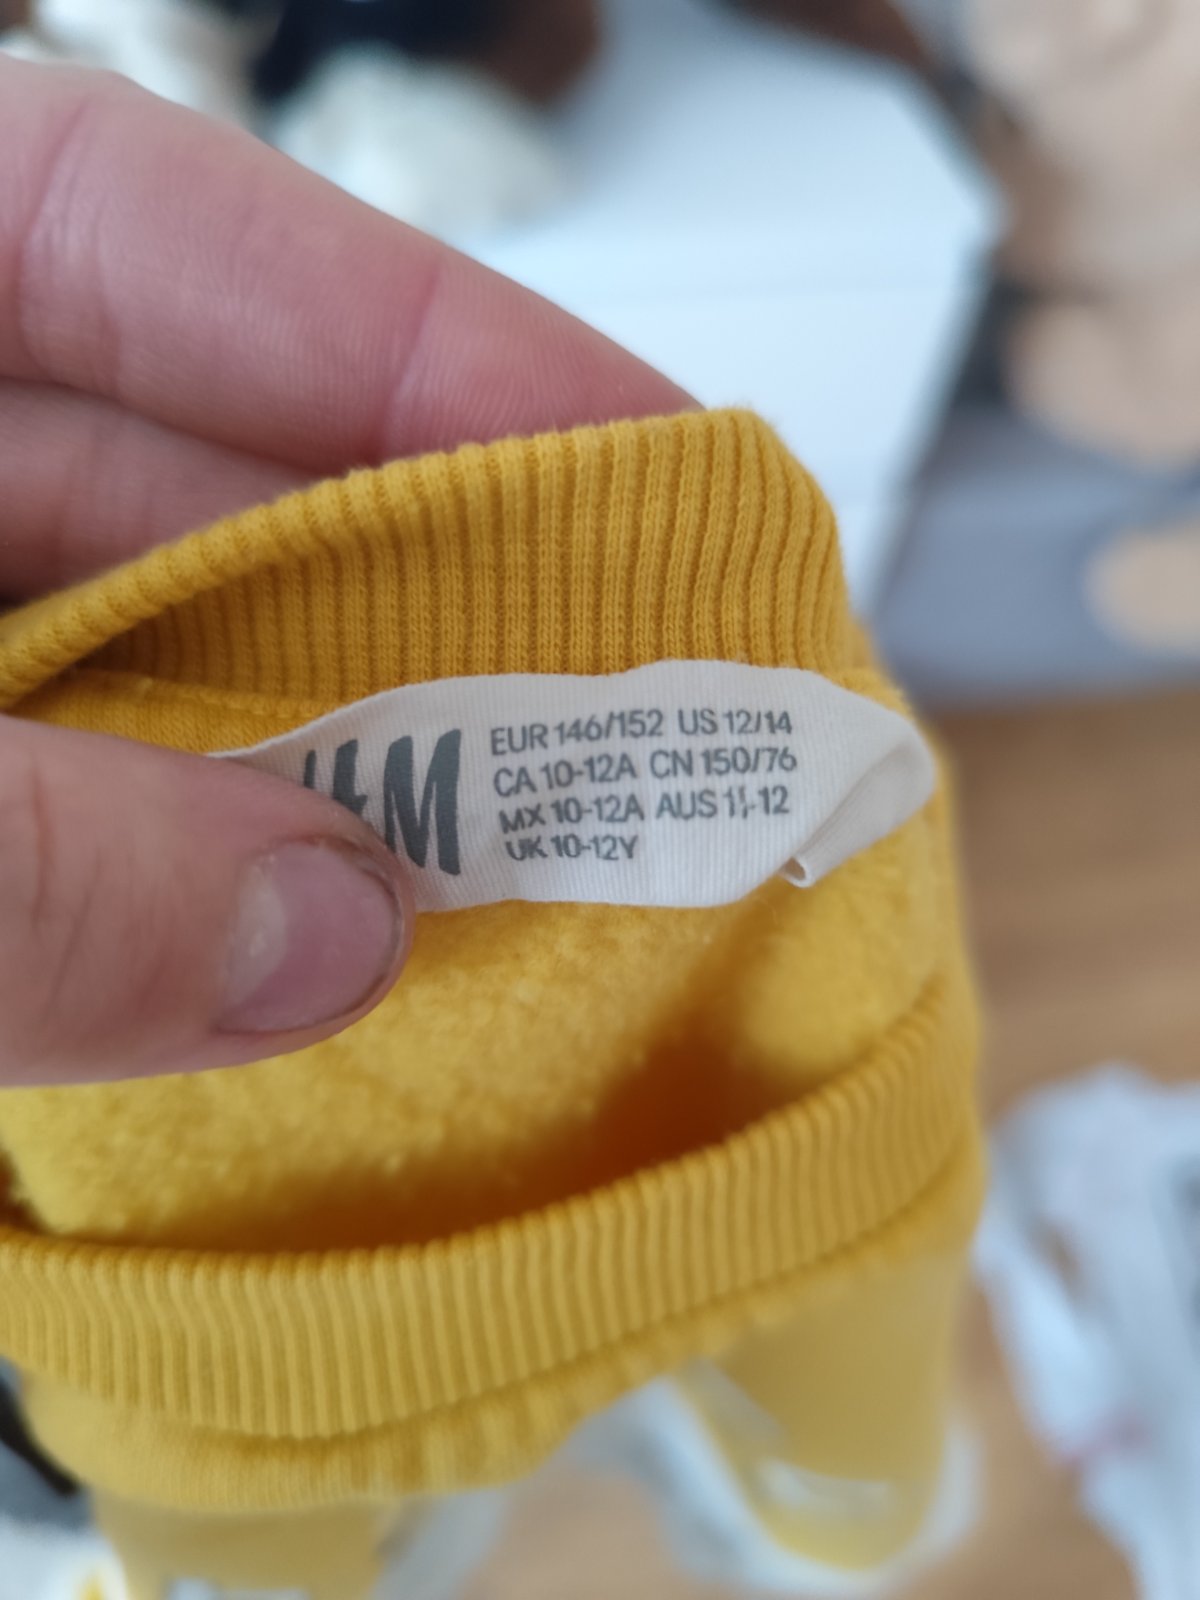 H&M
EUR 146/152 US 12/14
CA 10-12A CN 150/76
MX 10-12A AUS 11-12
UK 10-12Y